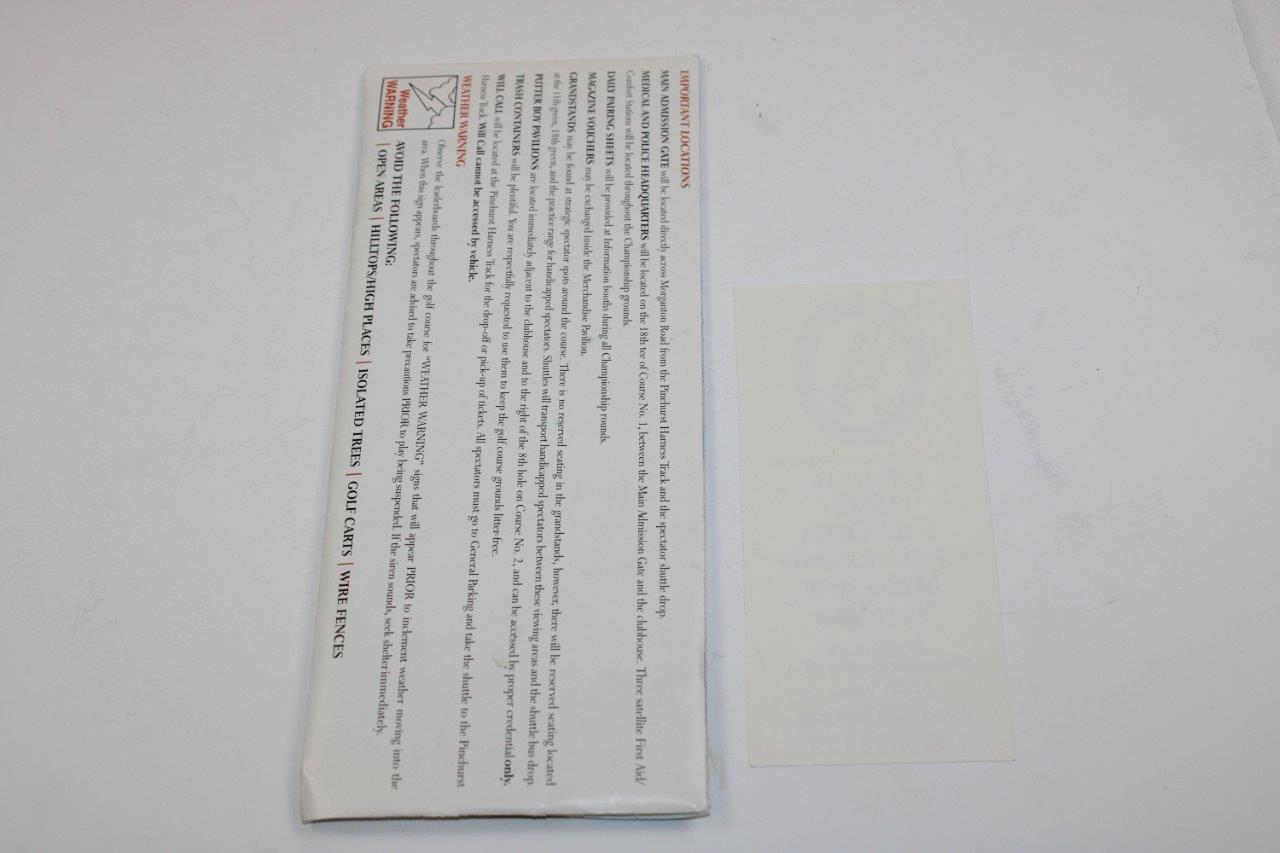 IMPORTANT LOCATIONS
MAIN ADMISSION GATE will be located directly across Morganton Road from the Pinehurst Harness Track and the spectator shuttle drop.
MEDICAL AND POLICE HEADQUARTERS will be located on the 18th tee of Course No. 1, between the Main Admission Gate and the clubhouse. Three satellite First Aid/
Comfort Stations will be located throughout the Championship grounds.
DAILY PAIRING SHEETS will be provided at Information booths during all Championship rounds.
MAGAZINE VOUCHERS may be exchanged inside the Merchandise Pavilion.
GRANDSTANDS may be found at strategic spectator spots around the course. There is no reserved seating in the grandstands, however, there will be reserved seating located
at the 11th green, 18th green, and the practice range for handicapped spectators. Shuttles will transport handicapped spectators between these viewing areas and the shuttle bus drop.
PUTTER BOY PAVILIONS are located immediately adjacent to the clubhouse and to the right of the 8th hole on Course No. 2, and can be accessed by proper credential only.
TRASH CONTAINERS will be plentiful. You are respectfully requested to use them to keep the golf course grounds litter-free.
WILL CALL will be located at the Pinehurst Harness Track for the drop-off or pick-up of tickets. All spectators must go to General Parking and take the shuttle to the Pinehurst
Harness Track. Will Call cannot be accessed by vehicle.
WEATHER WARNING
Weather
WARNING
Observe the leaderboards throughout the golf course for "WEATHER WARNING" signs that will appear PRIOR to inclement weather moving into the
area. When this sign appears, spectators are advised to take precautions PRIOR to play being suspended. If the siren sounds, seek shelter immediately.
AVOID THE FOLLOWING:
| OPEN AREAS | HILLTOPS/HIGH PLACES | ISOLATED TREES | GOLF CARTS | WIRE FENCES